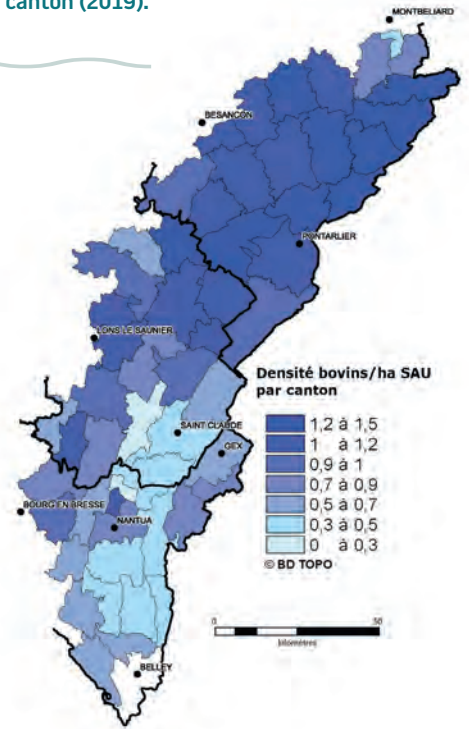 canton (2019).
MONTBELIARD
BESANCON
PONTARLIER
LONS LE SAUNIER
Densité bovins/ha SAU
par canton
1,2 à 1,5
1 à 1,2
0,9 à 1
0,7 à 0,9
0,5 à 0,7
0,3 à 0,5
0 à 0,3
© BD TOPO
SAINT CLAUDE
GEX
BOURG EN BRESSE
NANTUA
0 50
kilomètres
BELLEY